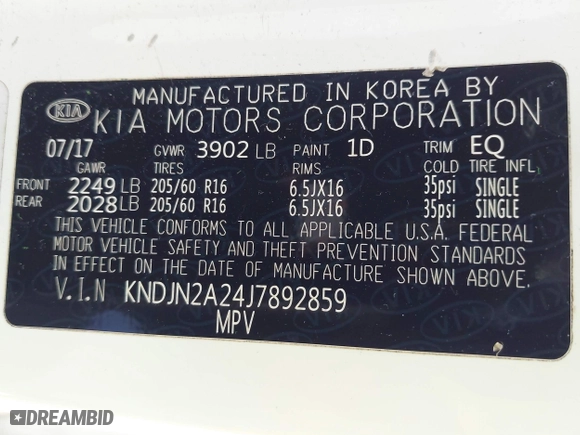 MANUFACTURED IN KOREA BY
KIA KIA MOTORS CORPORATION
07/17 GVWR 3902 LB PAINT 1D TRIM EQ
GAWR TIRES RIMS COLD TIRE INFL
FRONT 2249 LB 205/60 R16 6.5JX16 35psi SINGLE
REAR 2028 LB 205/60 R16 6.5JX16 35psi SINGLE
THIS VEHICLE CONFORMS TO ALL APPLICABLE U.S.A. FEDERAL
MOTOR VEHICLE SAFETY AND THEFT PREVENTION STANDARDS
IN EFFECT ON THE DATE OF MANUFACTURE SHOWN ABOVE.
V.I.N KNDJN2A24J7892859
MPV
DREAMBID